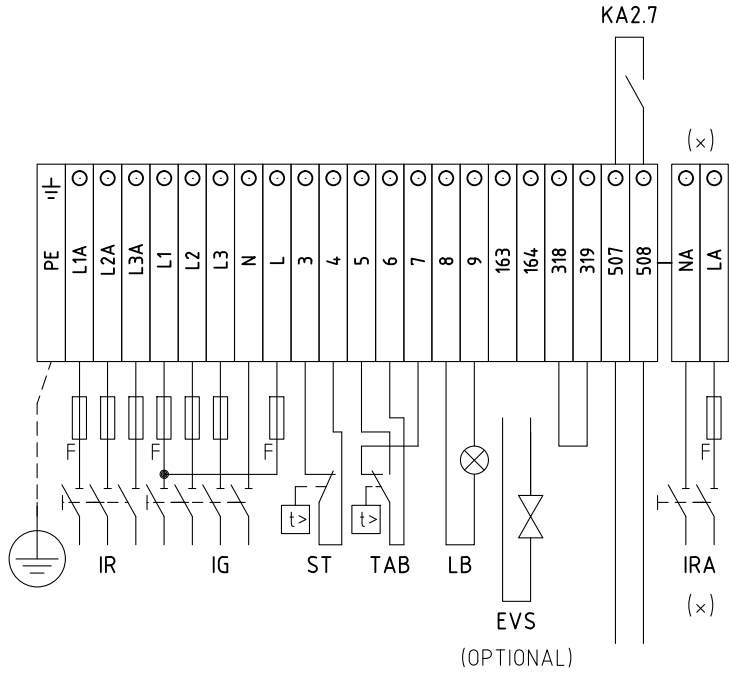 KA2.7
(x)
PE L1A L2A L3A L1 L2 L3 N L 3 4 5 6 7 8 9 163 164 318 319 507 508 NA LA
F F F F
t> t>
IR IG ST TAB LB IRA
(x)
EVS
(OPTIONAL)